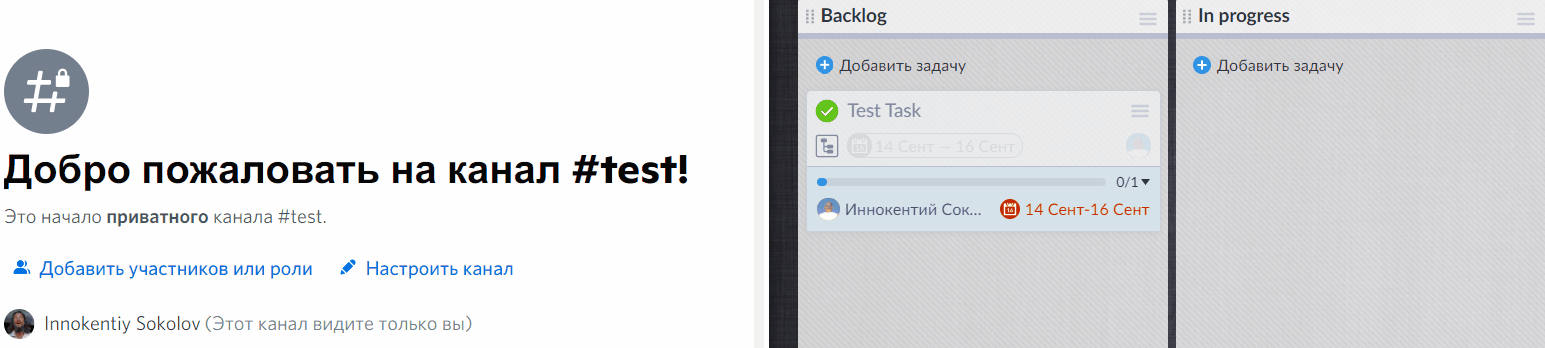 Добро пожаловать на канал #test!
Это начало приватного канала #test.
Добавить участников или роли
Настроить канал
Innokentiy Sokolov (Этот канал видите только вы)
Backlog
Добавить задачу
Test Task
14 Сент — 16 Сент
0/1
Иннокентий Сок...
14 Сент-16 Сент
In progress
Добавить задачу